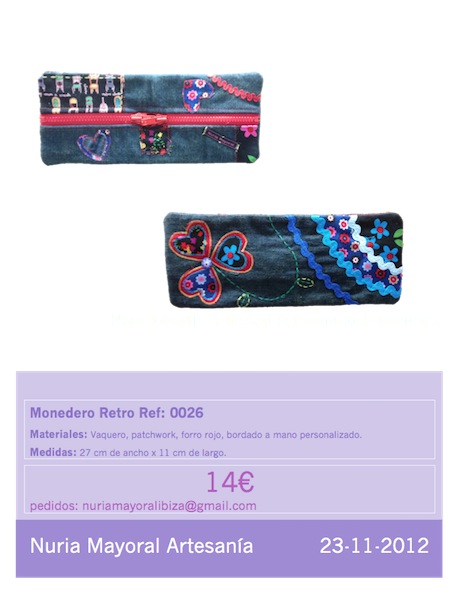 Monedero Retro Ref: 0026
Materiales: Vaquero, patchwork, forro rojo, bordado a mano personalizado.
Medidas: 27 cm de ancho x 11 cm de largo.
14€
pedidos: nuriamayoralibiza@gmail.com
Nuria Mayoral Artesanía 23-11-2012